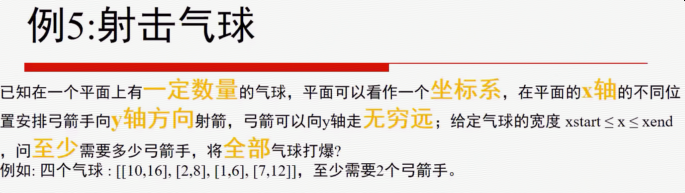 例5:射击气球
已知在一个平面上有一定数量的气球，平面可以看作一个坐标系，在平面的x轴的不同位
置安排弓箭手向y轴方向射箭，弓箭可以向y轴走无穷远；给定气球的宽度 xstart ≤ x ≤ xend
，问至少需要多少弓箭手，将全部气球打爆?
例如: 四个气球 : [[10,16], [2,8], [1,6], [7,12]]，至少需要2个弓箭手。